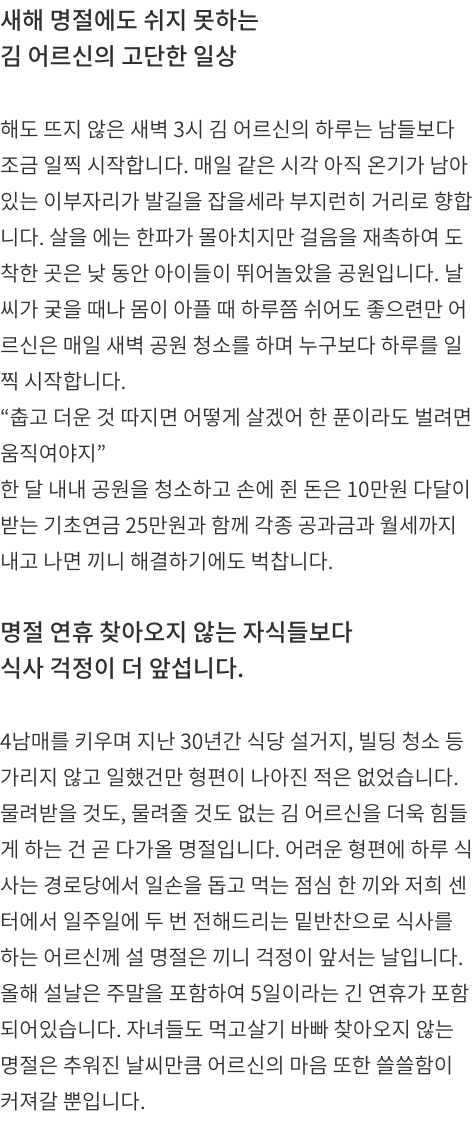 새해 명절에도 쉬지 못하는
김 어르신의 고단한 일상
해도 뜨지 않은 새벽 3시 김 어르신의 하루는 남들보다
조금 일찍 시작합니다. 매일 같은 시각 아직 온기가 남아
있는 이부자리가 발길을 잡을세라 부지런히 거리로 향합
니다. 살을 에는 한파가 몰아치지만 걸음을 재촉하여 도
착한 곳은 낮 동안 아이들이 뛰어놀았을 공원입니다. 날
씨가 궂을 때나 몸이 아플 때 하루쯤 쉬어도 좋으련만 어
르신은 매일 새벽 공원 청소를 하며 누구보다 하루를 일
찍 시작합니다.
“춥고 더운 것 따지면 어떻게 살겠어 한 푼이라도 벌려면
움직여야지”
한 달 내내 공원을 청소하고 손에 쥔 돈은 10만원 다달이
받는 기초연금 25만원과 함께 각종 공과금과 월세까지
내고 나면 끼니 해결하기에도 벅찹니다.
명절 연휴 찾아오지 않는 자식들보다
식사 걱정이 더 앞섭니다.
4남매를 키우며 지난 30년간 식당 설거지, 빌딩 청소 등
가리지 않고 일했건만 형편이 나아진 적은 없었습니다.
물려받을 것도, 물려줄 것도 없는 김 어르신을 더욱 힘들
게 하는 건 곧 다가올 명절입니다. 어려운 형편에 하루 식
사는 경로당에서 일손을 돕고 먹는 점심 한 끼와 저희 센
터에서 일주일에 두 번 전해드리는 밑반찬으로 식사를
하는 어르신께 설 명절은 끼니 걱정이 앞서는 날입니다.
올해 설날은 주말을 포함하여 5일이라는 긴 연휴가 포함
되어있습니다. 자녀들도 먹고살기 바빠 찾아오지 않는
명절은 추워진 날씨만큼 어르신의 마음 또한 쓸쓸함이
커져갈 뿐입니다.